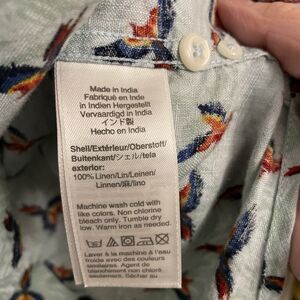 Made in India
Fabriqué en Inde
in Indien Hergestellt
Vervaardigd in India
インド製
Hecho en India
Shell/Extérieur/Oberstoff/
Buitenkant/シェル/tela
exterior:
100% Linen/Lin/Leinen/
Linnen/麻/lino
Machine wash cold with
like colors. Non chlorine
bleach only. Tumble dry
low. Warm iron as needed.
Laver à la machine à l'eau
froide avec des couleurs
similaires. Agent de
blanchiment non chloré
seulement. Séchage au